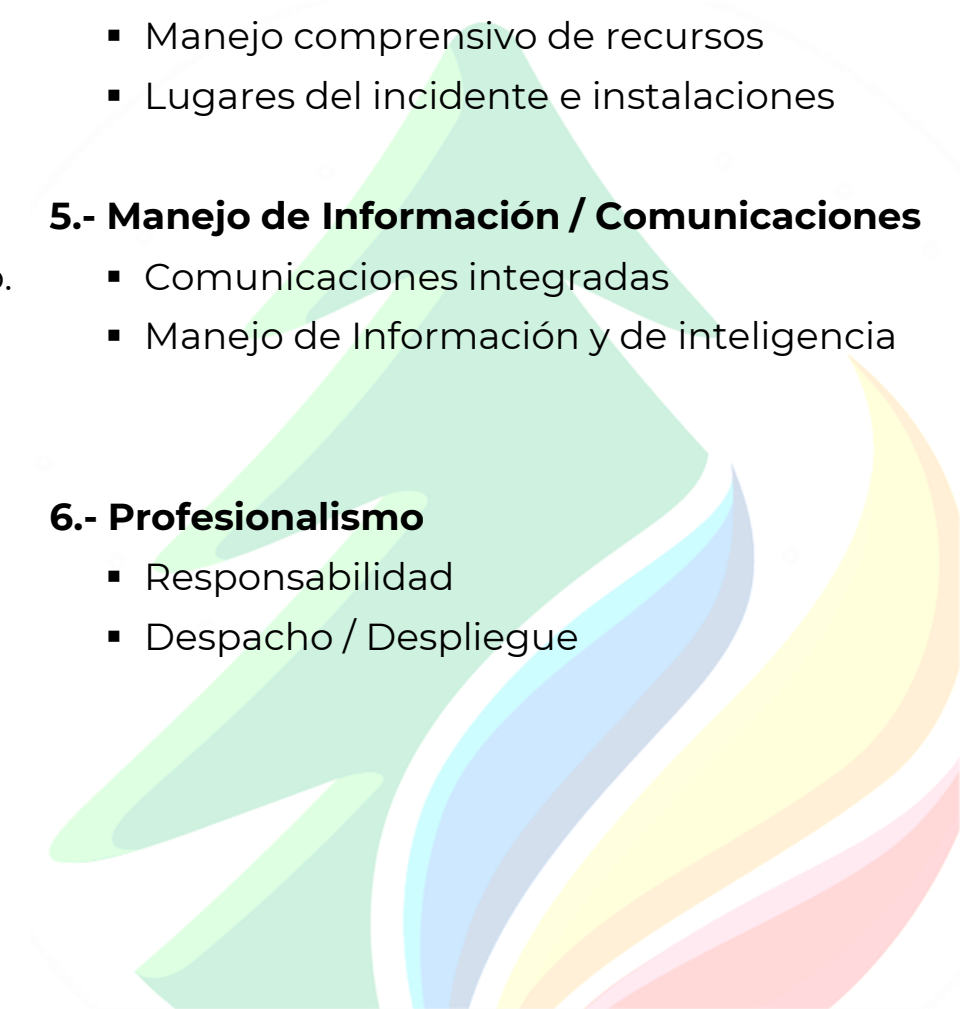 ▪ Manejo comprensivo de recursos
▪ Lugares del incidente e instalaciones
5.- Manejo de Información / Comunicaciones
▪ Comunicaciones integradas
▪ Manejo de Información y de inteligencia
6.- Profesionalismo
▪ Responsabilidad
▪ Despacho / Despliegue